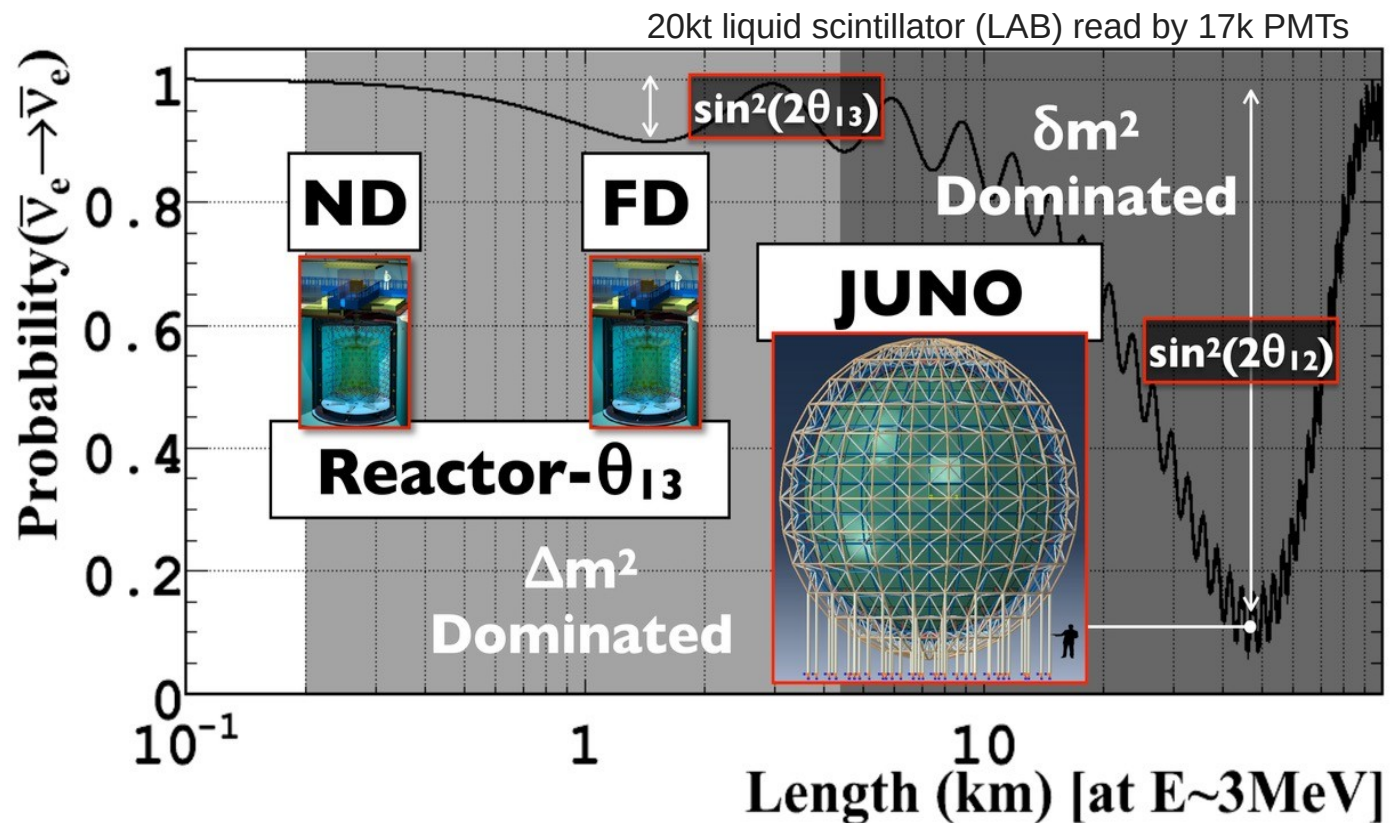 20kt liquid scintillator (LAB) read by 17k PMTs
Probability(ν̄ₑ→ν̄ₑ)
1
0.8
0.6
0.4
0.2
0
sin²(2θ₁₃)
δm²
Dominated
ND
FD
JUNO
sin²(2θ₁₂)
Reactor-θ₁₃
Δm²
Dominated
10⁻¹
1
10
Length (km) [at E~3MeV]